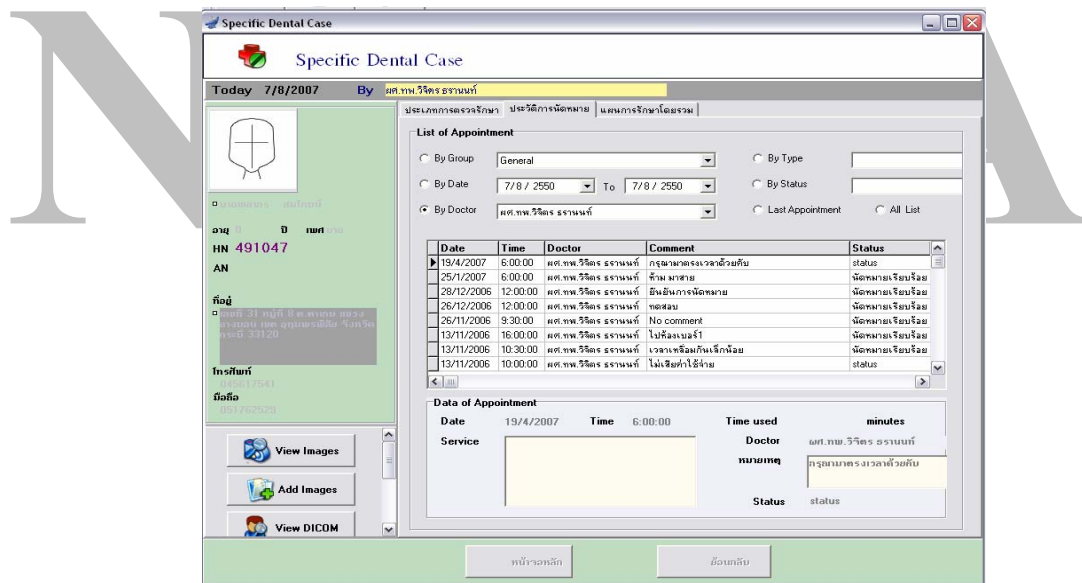 Specific Dental Case
Specific Dental Case
Today 7/8/2007 By ผศ.ทพ.วิจิตร ธรานนท์
ประเภทการตรวจรักษา ประวัติการนัดหมาย แผนการรักษาโดยรวม
List of Appointment
By Group General By Type
By Date 7/ 8 / 2550 To 7/ 8 / 2550 By Status
By Doctor ผศ.ทพ.วิจิตร ธรานนท์ Last Appointment All List
อายุ ปี เพศ
HN 491047
AN
ที่อยู่
33120
โทรศัพท์
045617541
มือถือ
051762529
Date Time Doctor Comment Status
19/4/2007 6:00:00 ผศ.ทพ.วิจิตร ธรานนท์ กรุณามาตรงเวลาด้วยคับ status
25/1/2007 6:00:00 ผศ.ทพ.วิจิตร ธรานนท์ ห้าม มาสาย นัดหมายเรียบร้อย
28/12/2006 12:00:00 ผศ.ทพ.วิจิตร ธรานนท์ ยืนยันการนัดหมาย นัดหมายเรียบร้อย
26/12/2006 12:00:00 ผศ.ทพ.วิจิตร ธรานนท์ ทดสอบ นัดหมายเรียบร้อย
26/11/2006 9:30:00 ผศ.ทพ.วิจิตร ธรานนท์ No comment นัดหมายเรียบร้อย
13/11/2006 16:00:00 ผศ.ทพ.วิจิตร ธรานนท์ ไปห้องเบอร์1 นัดหมายเรียบร้อย
13/11/2006 10:30:00 ผศ.ทพ.วิจิตร ธรานนท์ เวลาเหลื่อมกันเล็กน้อย นัดหมายเรียบร้อย
13/11/2006 10:00:00 ผศ.ทพ.วิจิตร ธรานนท์ ไม่เสียค่าใช้จ่าย status
Data of Appointment
Date 19/4/2007 Time 6:00:00 Time used minutes
Service Doctor ผศ.ทพ.วิจิตร ธรานนท์
หมายเหตุ กรุณามาตรงเวลาด้วยคับ
Status status
View Images
Add Images
View DICOM
หน้าจอหลัก ย้อนกลับ